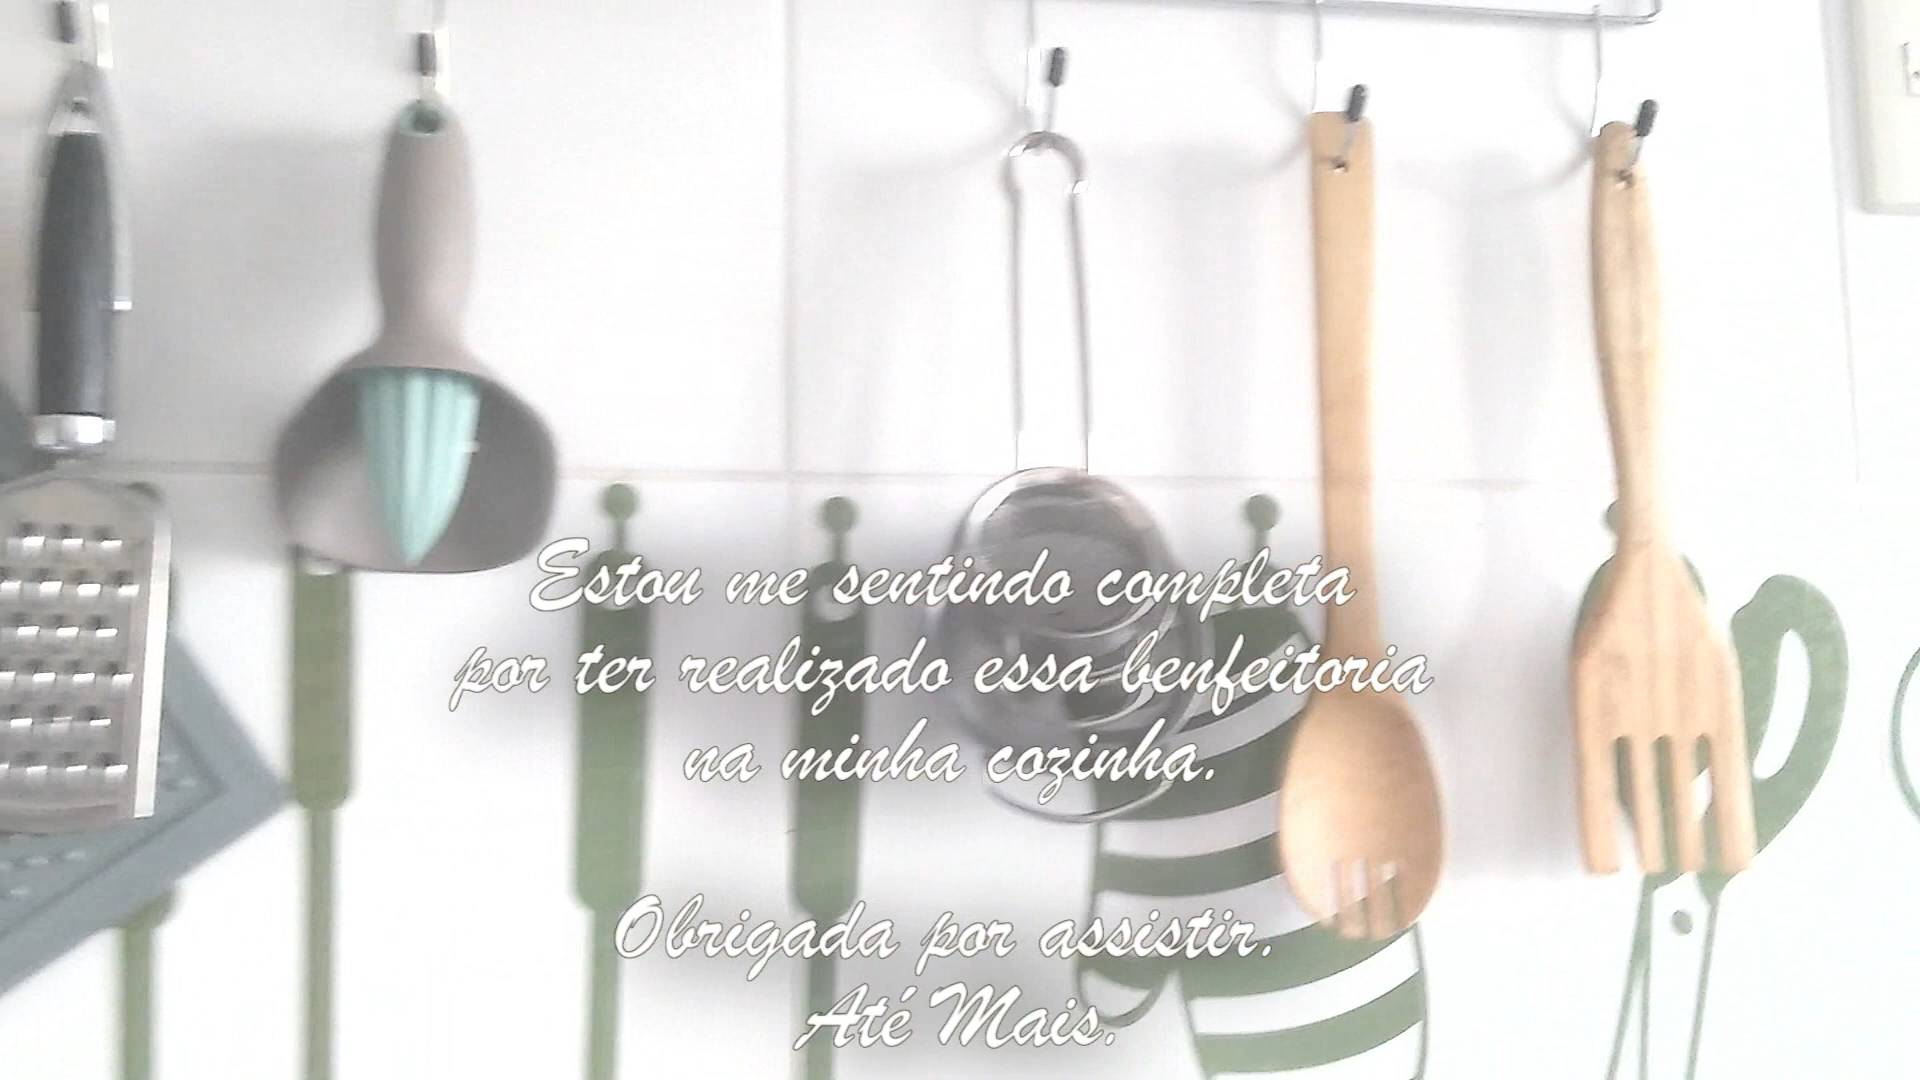 Estou me sentindo completa
por ter realizado essa benfeitoria
na minha cozinha.
Obrigada por assistir.
Até Mais.